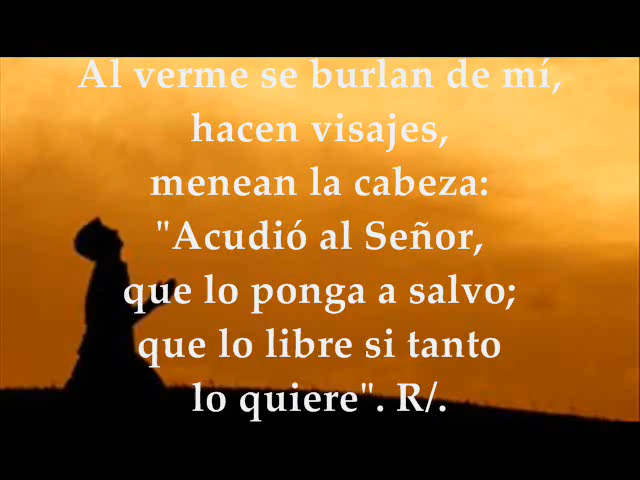 Al verme se burlan de mí,
hacen visajes,
menean la cabeza:
"Acudió al Señor,
que lo ponga a salvo;
que lo libre si tanto
lo quiere". R/.